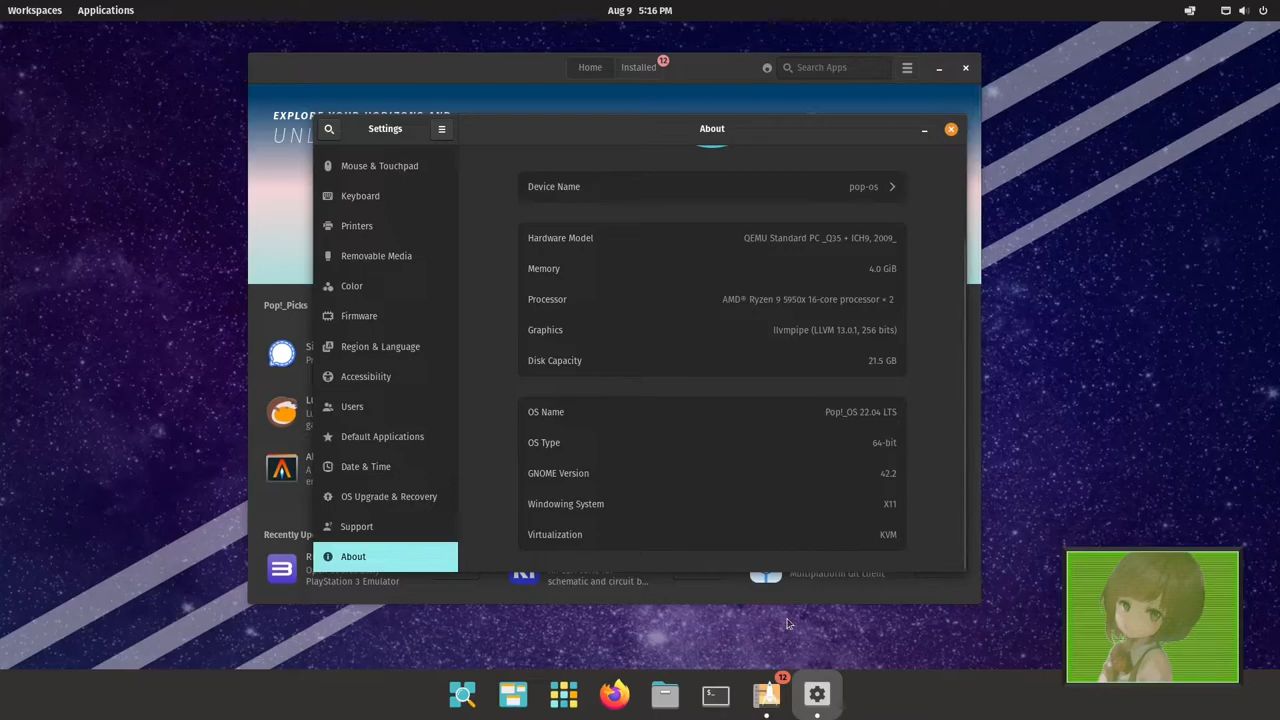 Workspaces Applications Aug 9 5:16 PM
Home Installed 12 Search Apps
EXPLORE YOUR HORIZONS AND
Settings About
Mouse & Touchpad
Keyboard
Printers
Removable Media
Color
Firmware
Region & Language
Accessibility
Users
Default Applications
Date & Time
OS Upgrade & Recovery
Support
About
Device Name pop-os
Hardware Model QEMU Standard PC _Q35 + ICH9, 2009_
Memory 4.0 GiB
Processor AMD® Ryzen 9 5950x 16-core processor × 2
Graphics llvmpipe (LLVM 13.0.1, 256 bits)
Disk Capacity 21.5 GB
OS Name Pop!_OS 22.04 LTS
OS Type 64-bit
GNOME Version 42.2
Windowing System X11
Virtualization KVM
Pop!_Picks
PlayStation 3 Emulator
schematic and circuit b...
Multiplatform Git client
12